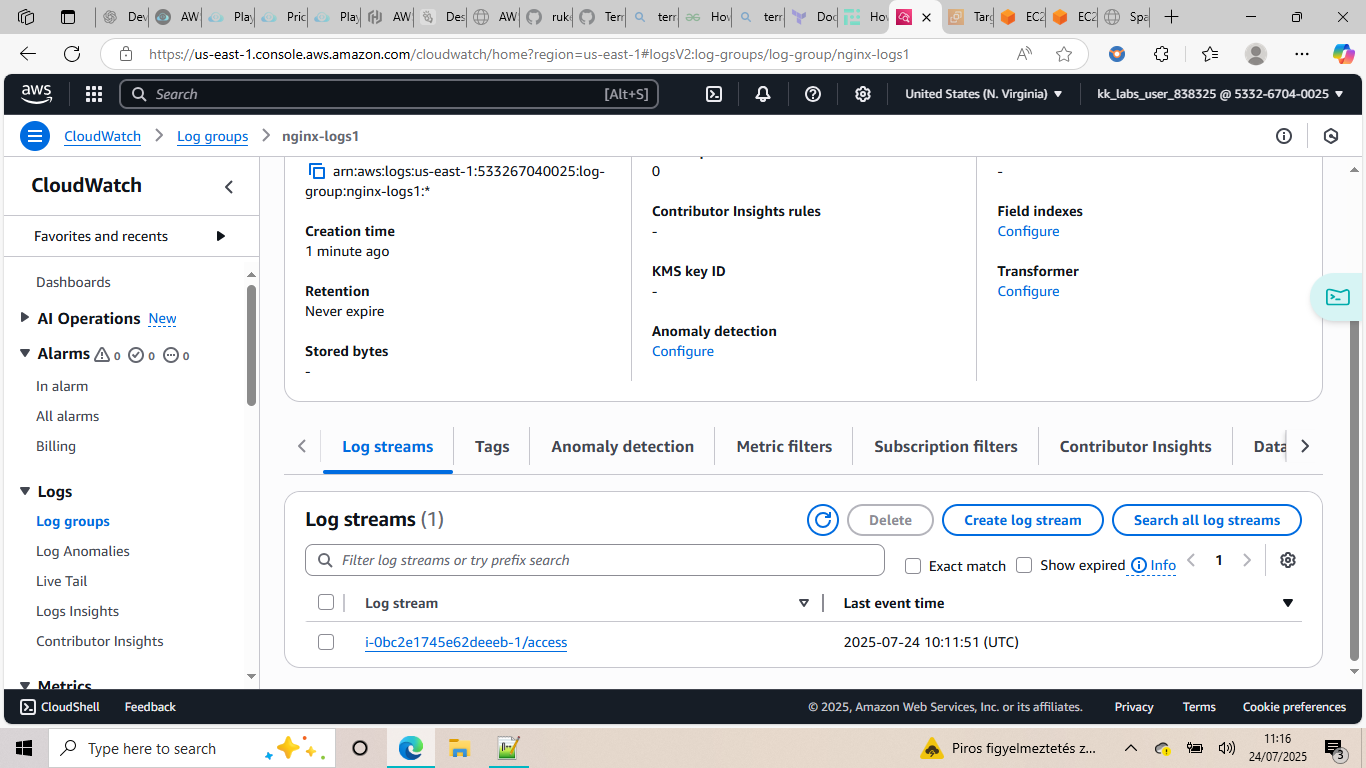 Dev
AW
Play
Pric
Play
AW
Des
AW
ruk
Terr
terr
Hov
terr
Doc
Hov
Targ
EC2
EC2
Spa
https://us-east-1.console.aws.amazon.com/cloudwatch/home?region=us-east-1#logsV2:log-groups/log-group/nginx-logs1
aws
Search
[Alt+S]
United States (N. Virginia)
kk_labs_user_838325 @ 5332-6704-0025
CloudWatch
Log groups
nginx-logs1
CloudWatch
Favorites and recents
Dashboards
AI Operations New
Alarms 0 0 0
In alarm
All alarms
Billing
Logs
Log groups
Log Anomalies
Live Tail
Logs Insights
Contributor Insights
Metrics
arn:aws:logs:us-east-1:533267040025:log-
group:nginx-logs1:*
Creation time
1 minute ago
Retention
Never expire
Stored bytes
-
0
Contributor Insights rules
-
KMS key ID
-
Anomaly detection
Configure
-
Field indexes
Configure
Transformer
Configure
Log streams
Tags
Anomaly detection
Metric filters
Subscription filters
Contributor Insights
Data
Log streams (1)
Delete
Create log stream
Search all log streams
Filter log streams or try prefix search
Exact match
Show expired
Info
1
Log stream
Last event time
i-0bc2e1745e62deeeb-1/access
2025-07-24 10:11:51 (UTC)
CloudShell
Feedback
© 2025, Amazon Web Services, Inc. or its affiliates.
Privacy
Terms
Cookie preferences
Type here to search
Piros figyelmeztetés z...
11:16
24/07/2025
3